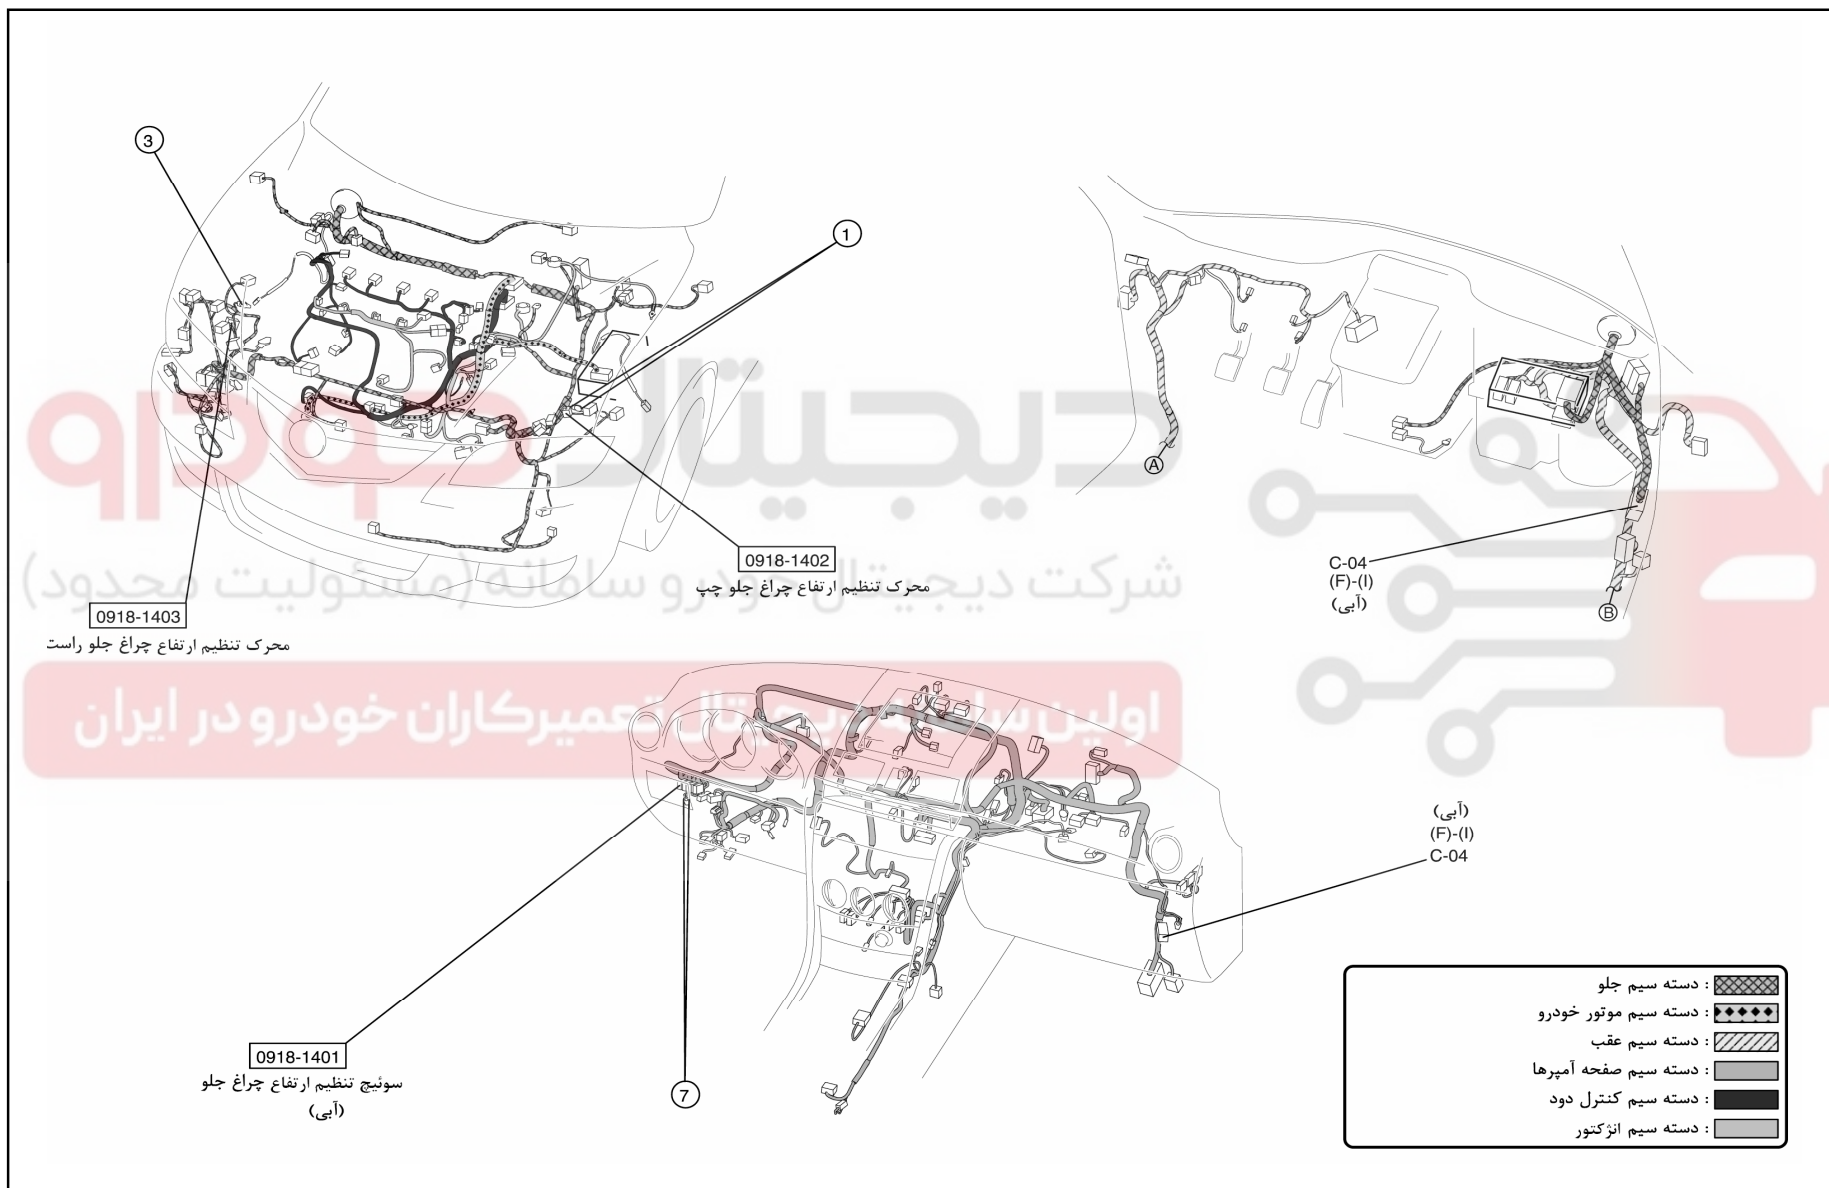 3
1
0918-1402
محرک تنظیم ارتفاع چراغ جلو چپ
0918-1403
محرک تنظیم ارتفاع چراغ جلو راست
A
C-04
(F)-(I)
(آبی)
B
دیجیتال خودرو
شرکت دیجیتال خودرو سامانه (مسئولیت محدود)
اولین سامانه دیجیتال تعمیرکاران خودرو در ایران
(آبی)
(F)-(I)
C-04
0918-1401
سوئیچ تنظیم ارتفاع چراغ جلو
(آبی)
7
: دسته سیم جلو
: دسته سیم موتور خودرو
: دسته سیم عقب
: دسته سیم صفحه آمپرها
: دسته سیم کنترل دود
: دسته سیم انژکتور